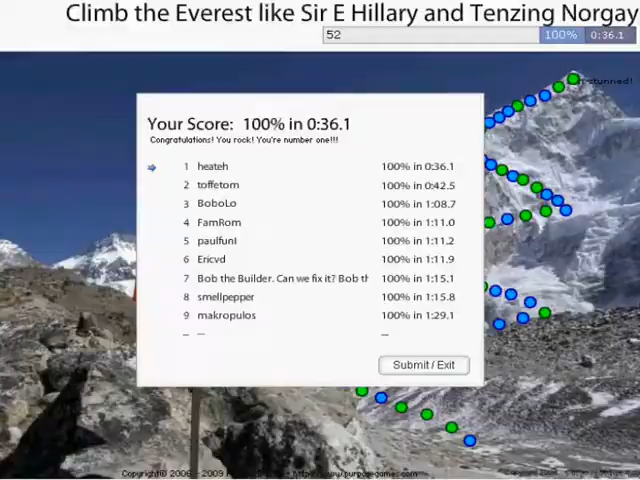 Climb the Everest like Sir E Hillary and Tenzing Norgay
52 100% 0:36.1
stunned!
Your Score: 100% in 0:36.1
Congratulations! You rock! You're number one!!!
1 heateh 100% in 0:36.1
2 toffetom 100% in 0:42.5
3 BoboLo 100% in 1:08.7
4 FamRom 100% in 1:11.0
5 paulfunI 100% in 1:11.2
6 Ericvd 100% in 1:11.9
7 Bob the Builder. Can we fix it? Bob th 100% in 1:15.1
8 smellpepper 100% in 1:15.8
9 makropulos 100% in 1:29.1
_ _ _
Submit / Exit
Copyright© 2006 - 2009